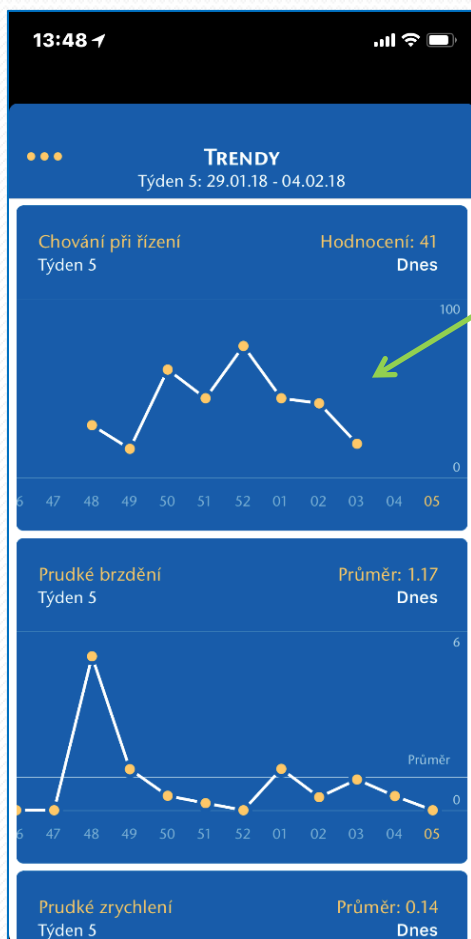 13:48
TRENDY
Týden 5: 29.01.18 - 04.02.18
Chování při řízení Hodnocení: 41
Týden 5 Dnes
100
0
6 47 48 49 50 51 52 01 02 03 04 05
Prudké brzdění Průměr: 1.17
Týden 5 Dnes
6
Průměr
0
6 47 48 49 50 51 52 01 02 03 04 05
Prudké zrychlení Průměr: 0.14
Týden 5 Dnes